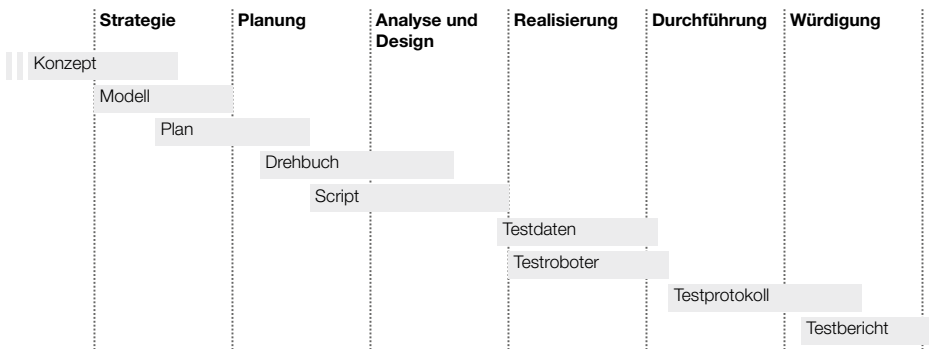 Strategie
Planung
Analyse und
Design
Realisierung
Durchführung
Würdigung
Konzept
Modell
Plan
Drehbuch
Script
Testdaten
Testroboter
Testprotokoll
Testbericht